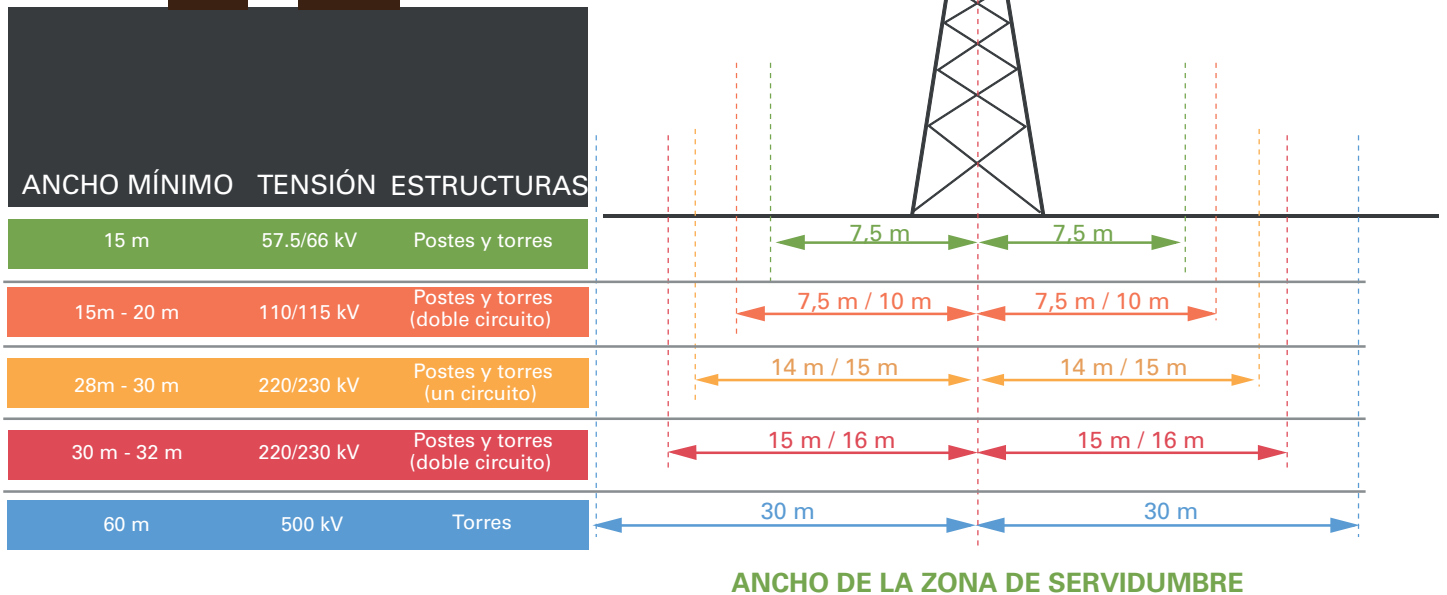 ANCHO MÍNIMO TENSIÓN ESTRUCTURAS
15 m 57.5/66 kV Postes y torres 7,5 m 7,5 m
15m - 20 m 110/115 kV Postes y torres
(doble circuito) 7,5 m / 10 m 7,5 m / 10 m
28m - 30 m 220/230 kV Postes y torres
(un circuito) 14 m / 15 m 14 m / 15 m
30 m - 32 m 220/230 kV Postes y torres
(doble circuito) 15 m / 16 m 15 m / 16 m
60 m 500 kV Torres 30 m 30 m
ANCHO DE LA ZONA DE SERVIDUMBRE